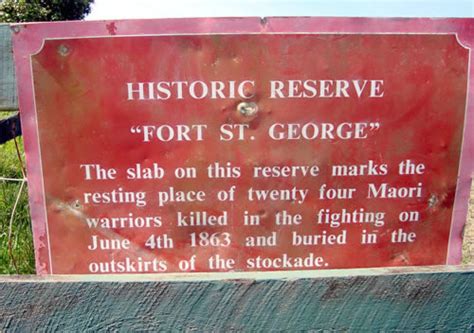 HISTORIC RESERVE
"FORT ST. GEORGE"
The slab on this reserve marks the
resting place of twenty four Maori
warriors killed in the fighting on
June 4th 1863 and buried in the
outskirts of the stockade.